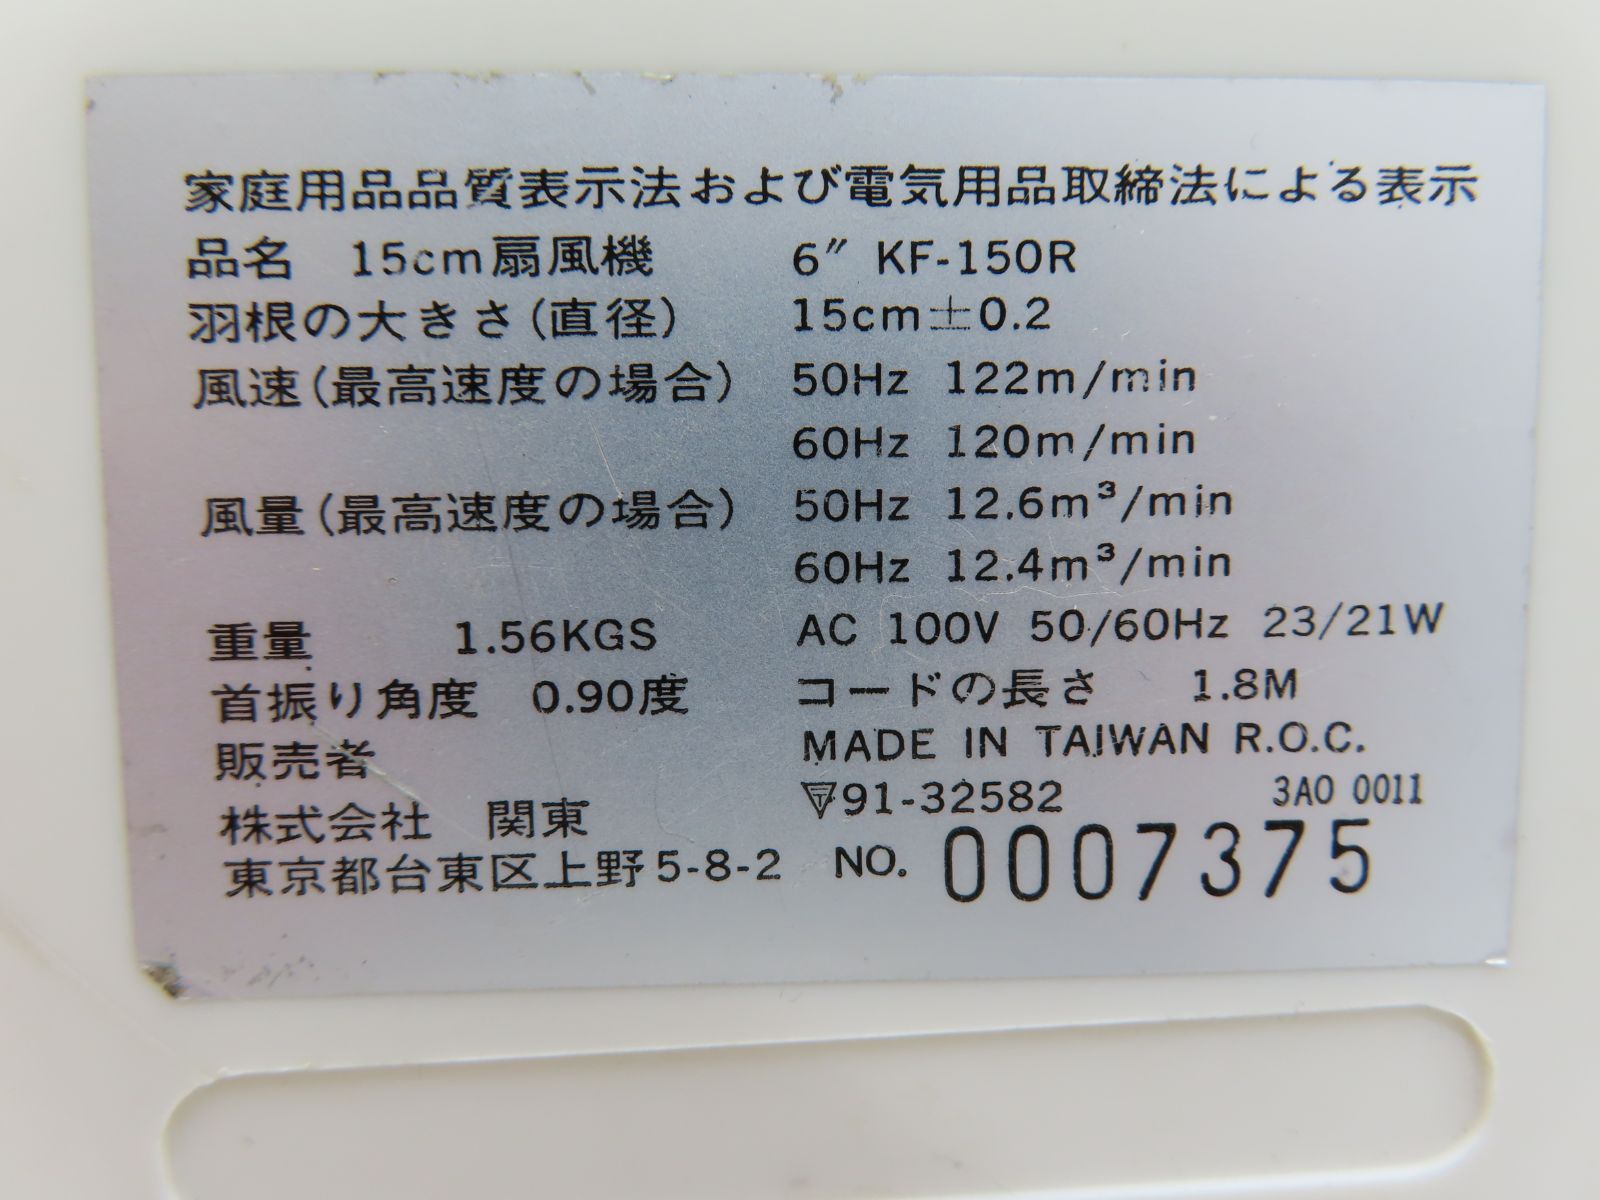 家庭用品品質表示法および電気用品取締法による表示
品名　15cm扇風機　6″ KF-150R
羽根の大きさ(直径)　15cm±0.2
風速(最高速度の場合)　50Hz 122m/min
60Hz 120m/min
風量(最高速度の場合)　50Hz 12.6m³/min
60Hz 12.4m³/min
重量　1.56KGS　AC 100V 50/60Hz 23/21W
首振り角度　0.90度　コードの長さ　1.8M
販売者　MADE IN TAIWAN R.O.C.
株式会社　関東　〒91-32582　3A0 0011
東京都台東区上野5-8-2　NO. 0007375